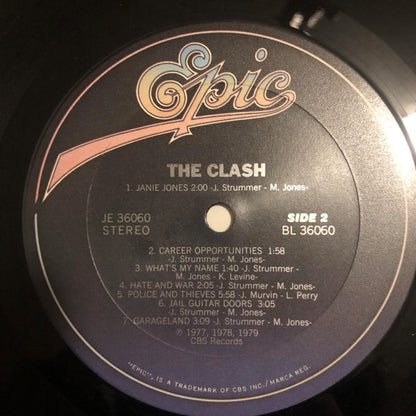 Epic
THE CLASH
1. JANIE JONES 2:00 -J. Strummer - M. Jones-
JE 36060
STEREO
SIDE 2
BL 36060
2. CAREER OPPORTUNITIES 1:58
-J. Strummer - M. Jones-
3. WHAT'S MY NAME 1:40 -J. Strummer -
M. Jones - K. Levine-
4. HATE AND WAR 2:05 -J. Strummer - M. Jones-
5. POLICE AND THIEVES 5:58 -J. Murvin - L. Perry
6. JAIL GUITAR DOORS 3:05
-J. Strummer - M. Jones-
7. GARAGELAND 3:09 -J. Strummer - M. Jones-
℗ 1977, 1978, 1979
CBS Records
"EPIC", IS A TRADEMARK OF CBS INC./MARCA REG.